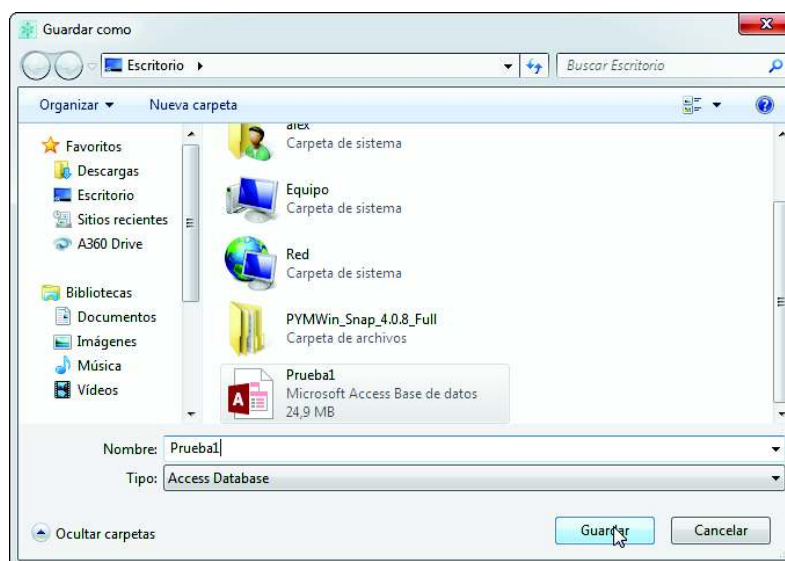 Guardar como
Escritorio
Buscar Escritorio
Organizar
Nueva carpeta
Favoritos
Descargas
Escritorio
Sitios recientes
A360 Drive
Bibliotecas
Documentos
Imágenes
Música
Vídeos
alex
Carpeta de sistema
Equipo
Carpeta de sistema
Red
Carpeta de sistema
PYMWin_Snap_4.0.8_Full
Carpeta de archivos
Prueba1
Microsoft Access Base de datos
24,9 MB
Nombre: Prueba1
Tipo: Access Database
Ocultar carpetas
Guardar
Cancelar